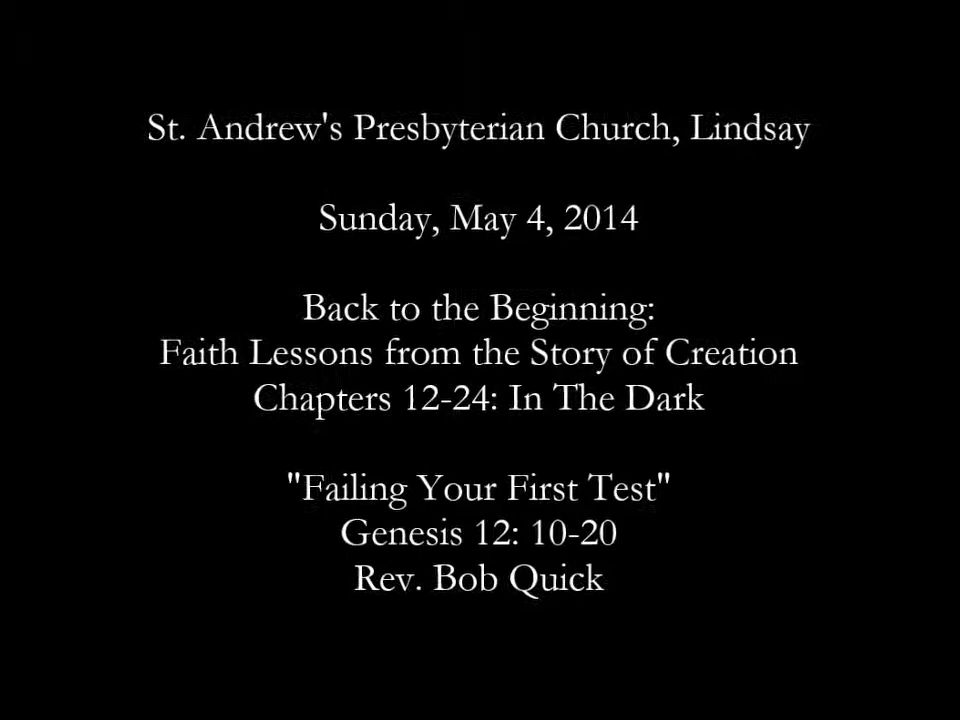 St. Andrew's Presbyterian Church, Lindsay
Sunday, May 4, 2014
Back to the Beginning:
Faith Lessons from the Story of Creation
Chapters 12-24: In The Dark
"Failing Your First Test"
Genesis 12: 10-20
Rev. Bob Quick